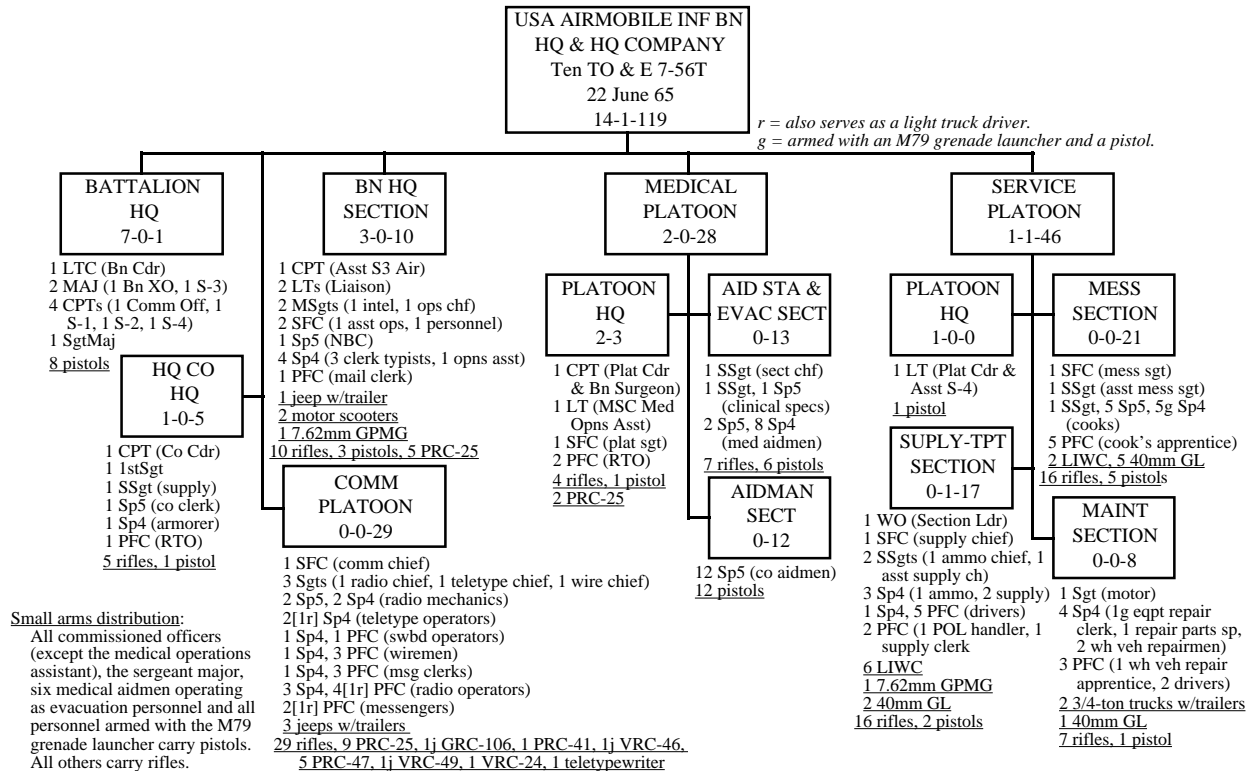 USA AIRMOBILE INF BN
HQ & HQ COMPANY
Ten TO & E 7-56T
22 June 65
14-1-119
r = also serves as a light truck driver.
g = armed with an M79 grenade launcher and a pistol.
BATTALION
HQ
7-0-1
1 LTC (Bn Cdr)
2 MAJ (1 Bn XO, 1 S-3)
4 CPTs (1 Comm Off, 1
S-1, 1 S-2, 1 S-4)
1 SgtMaj
8 pistols
HQ CO
HQ
1-0-5
1 CPT (Co Cdr)
1 1stSgt
1 SSgt (supply)
1 Sp5 (co clerk)
1 Sp4 (armorer)
1 PFC (RTO)
5 rifles, 1 pistol
BN HQ
SECTION
3-0-10
1 CPT (Asst S3 Air)
2 LTs (Liaison)
2 MSgts (1 intel, 1 ops chf)
2 SFC (1 asst ops, 1 personnel)
1 Sp5 (NBC)
4 Sp4 (3 clerk typists, 1 opns asst)
1 PFC (mail clerk)
1 jeep w/trailer
2 motor scooters
1 7.62mm GPMG
10 rifles, 3 pistols, 5 PRC-25
COMM
PLATOON
0-0-29
1 SFC (comm chief)
3 Sgts (1 radio chief, 1 teletype chief, 1 wire chief)
2 Sp5, 2 Sp4 (radio mechanics)
2[1r] Sp4 (teletype operators)
1 Sp4, 1 PFC (swbd operators)
1 Sp4, 3 PFC (wiremen)
1 Sp4, 3 PFC (msg clerks)
3 Sp4, 4[1r] PFC (radio operators)
2[1r] PFC (messengers)
3 jeeps w/trailers
29 rifles, 9 PRC-25, 1j GRC-106, 1 PRC-41, 1j VRC-46,
5 PRC-47, 1j VRC-49, 1 VRC-24, 1 teletypewriter
MEDICAL
PLATOON
2-0-28
PLATOON
HQ
2-3
1 CPT (Plat Cdr
& Bn Surgeon)
1 LT (MSC Med
Opns Asst)
1 SFC (plat sgt)
2 PFC (RTO)
4 rifles, 1 pistol
2 PRC-25
AID STA &
EVAC SECT
0-13
1 SSgt (sect chf)
1 SSgt, 1 Sp5
(clinical specs)
2 Sp5, 8 Sp4
(med aidmen)
7 rifles, 6 pistols
AIDMAN
SECT
0-12
12 Sp5 (co aidmen)
12 pistols
SERVICE
PLATOON
1-1-46
PLATOON
HQ
1-0-0
1 LT (Plat Cdr &
Asst S-4)
1 pistol
SUPLY-TPT
SECTION
0-1-17
1 WO (Section Ldr)
1 SFC (supply chief)
2 SSgts (1 ammo chief, 1
asst supply ch)
3 Sp4 (1 ammo, 2 supply)
1 Sp4, 5 PFC (drivers)
2 PFC (1 POL handler, 1
supply clerk
6 LIWC
1 7.62mm GPMG
2 40mm GL
16 rifles, 2 pistols
MESS
SECTION
0-0-21
1 SFC (mess sgt)
1 SSgt (asst mess sgt)
1 SSgt, 5 Sp5, 5g Sp4
(cooks)
5 PFC (cook's apprentice)
2 LIWC, 5 40mm GL
16 rifles, 5 pistols
MAINT
SECTION
0-0-8
1 Sgt (motor)
4 Sp4 (1g eqpt repair
clerk, 1 repair parts sp,
2 wh veh repairmen)
3 PFC (1 wh veh repair
apprentice, 2 drivers)
2 3/4-ton trucks w/trailers
1 40mm GL
7 rifles, 1 pistol
Small arms distribution:
All commissioned officers
(except the medical operations
assistant), the sergeant major,
six medical aidmen operating
as evacuation personnel and all
personnel armed with the M79
grenade launcher carry pistols.
All others carry rifles.